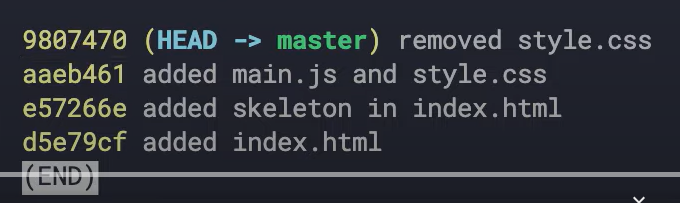 9807470 (HEAD -> master) removed style.css
aaeb461 added main.js and style.css
e57266e added skeleton in index.html
d5e79cf added index.html
(END)